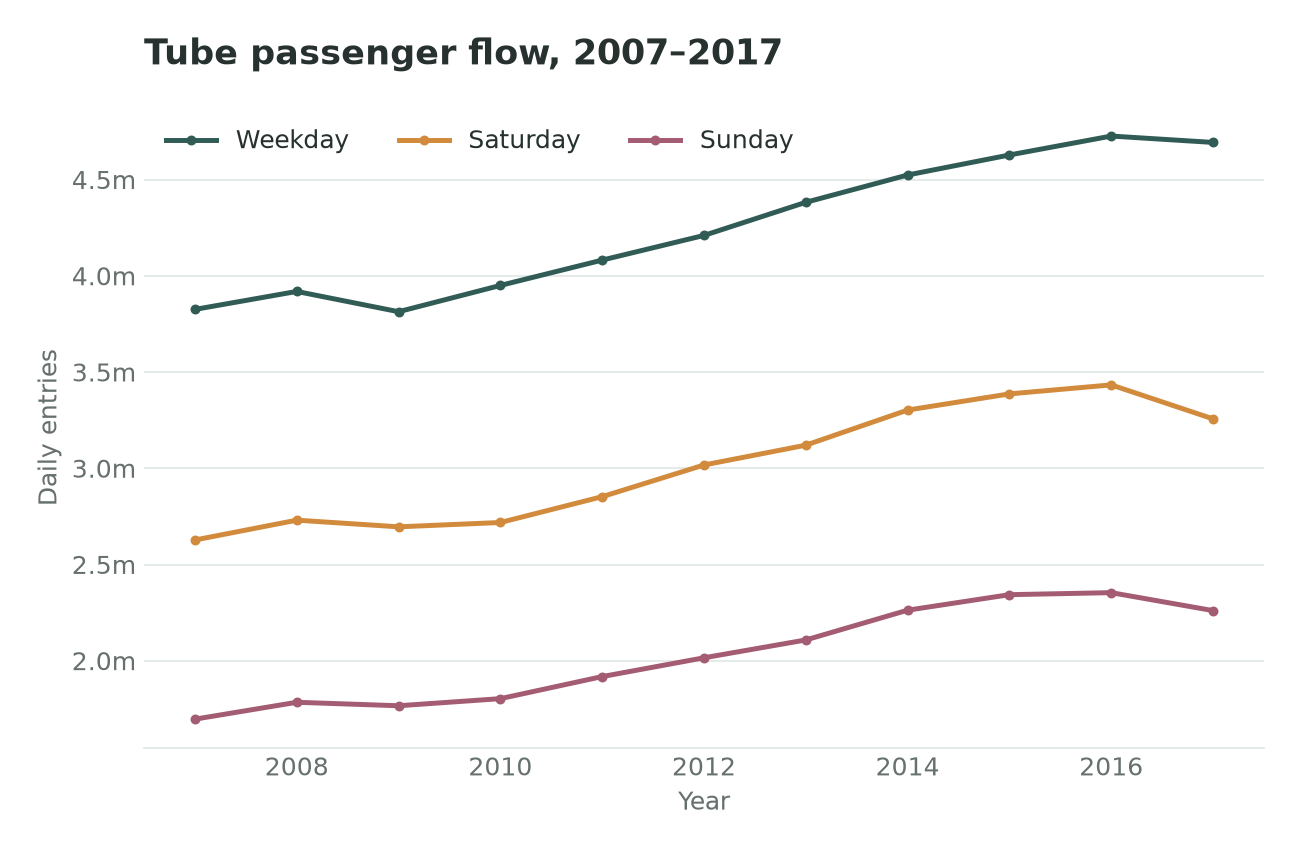 Tube passenger flow, 2007–2017
Weekday
Saturday
Sunday
4.5m
4.0m
3.5m
3.0m
2.5m
2.0m
Daily entries
2008
2010
2012
2014
2016
Year